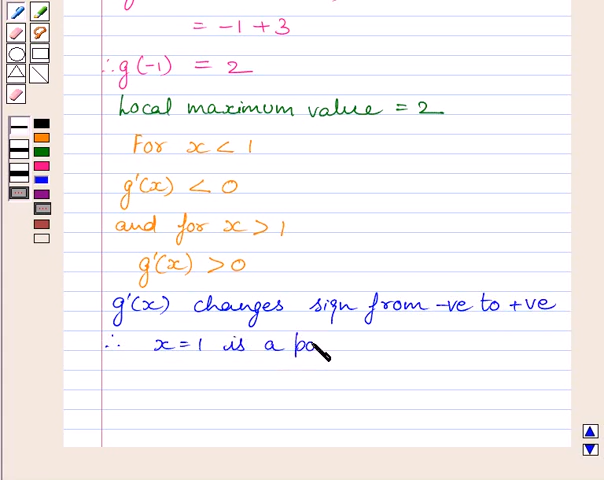 = -1 + 3
∴g(-1) = 2
Local maximum value = 2
For x < 1
g'(x) < 0
and for x > 1
g'(x) > 0
g'(x) changes sign from -ve to +ve
∴ x = 1 is a po